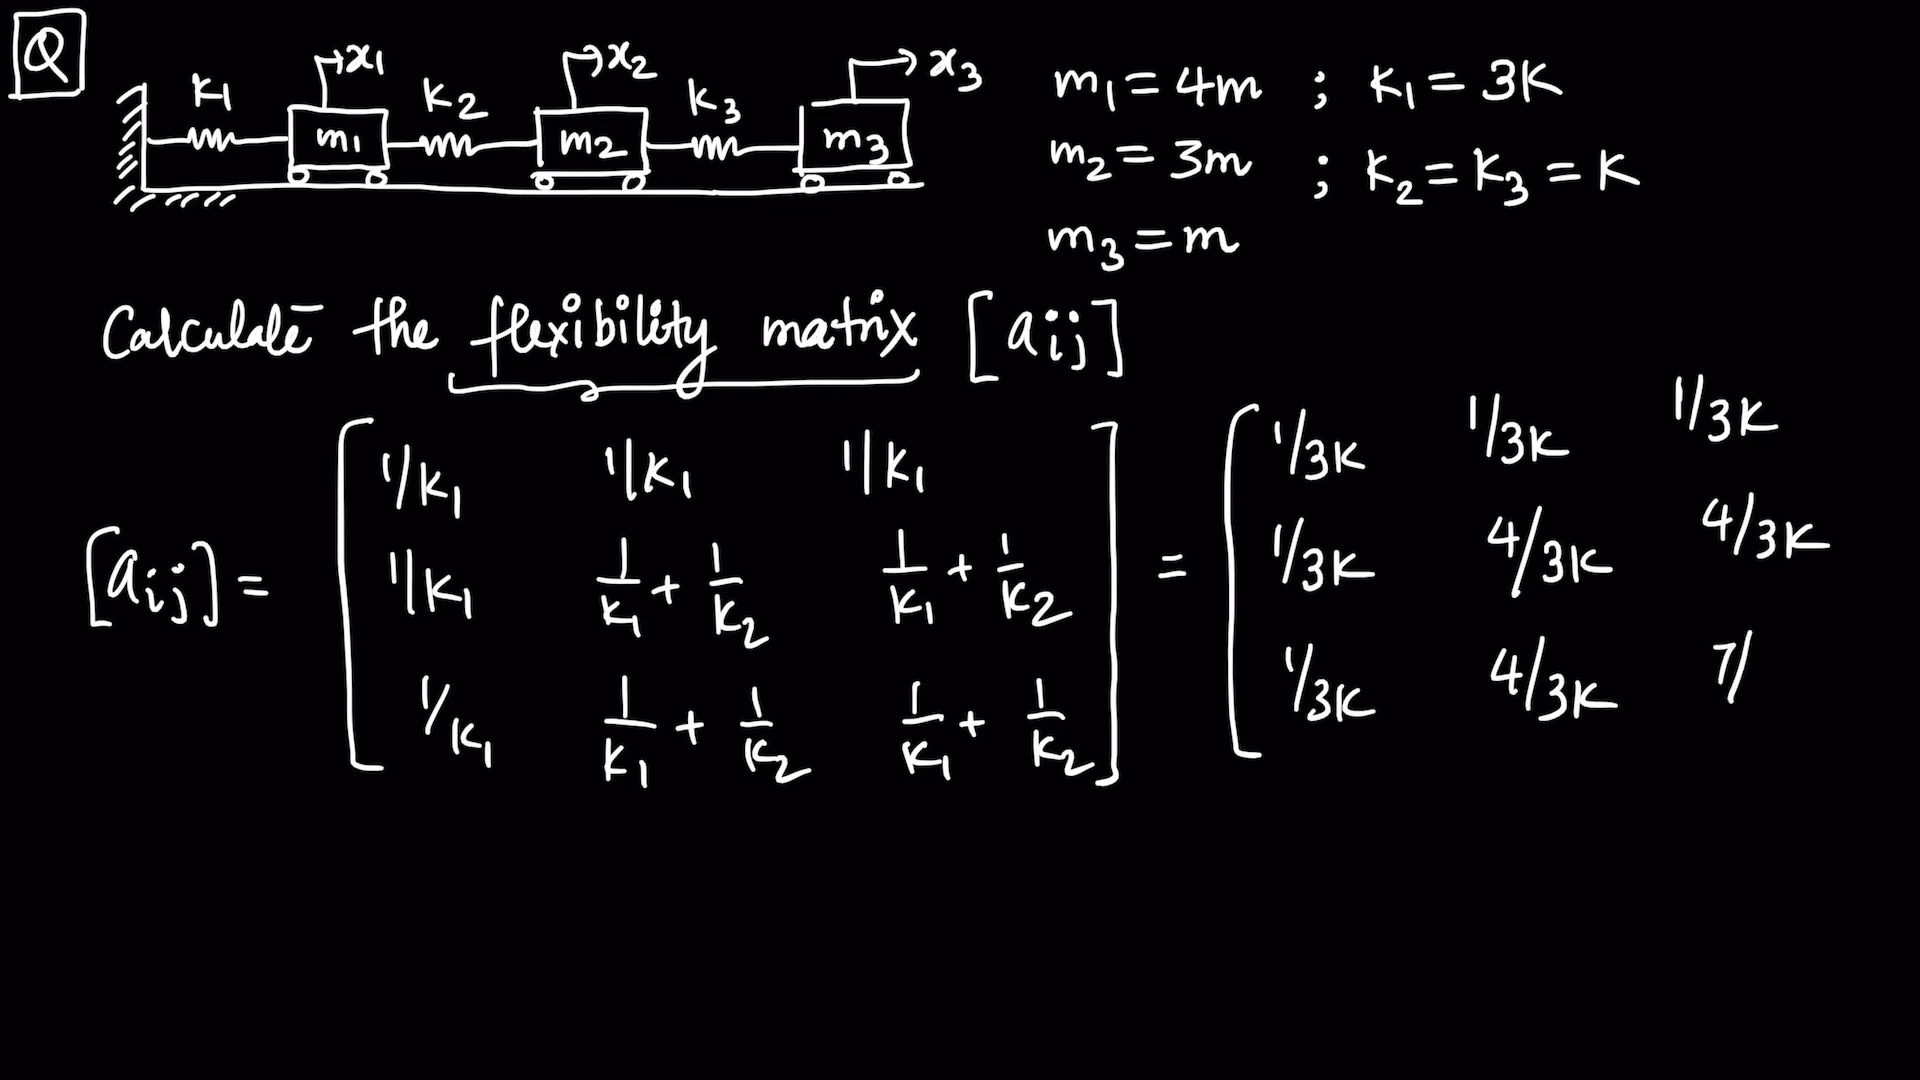 Q
k1 x1 k2 x2 k3 x3
m1 m2 m3
m1 = 4m ; k1 = 3k
m2 = 3m ; k2 = k3 = k
m3 = m
Calculate the flexibility matrix [aij]
[aij] = [ 1/k1 1/k1 1/k1 = [ 1/3k 1/3k 1/3k
1/k1 1/k1 + 1/k2 1/k1 + 1/k2 1/3k 4/3k 4/3k
1/k1 1/k1 + 1/k2 1/k1 + 1/k2 ] 1/3k 4/3k 7/